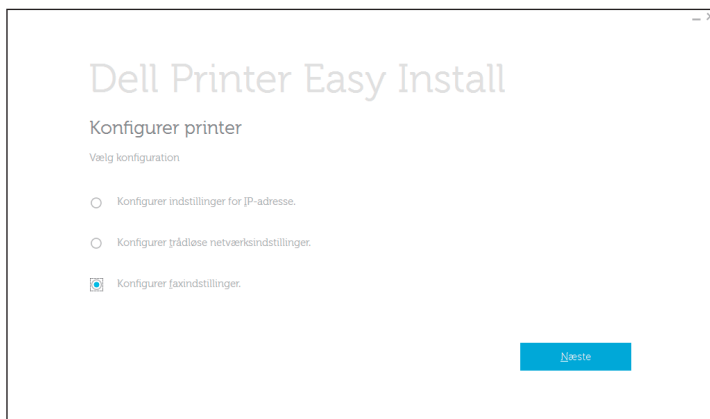 Dell Printer Easy Install
Konfigurer printer
Vælg konfiguration
Konfigurer indstillinger for IP-adresse.
Konfigurer trådløse netværksindstillinger.
Konfigurer faxindstillinger.
Næste